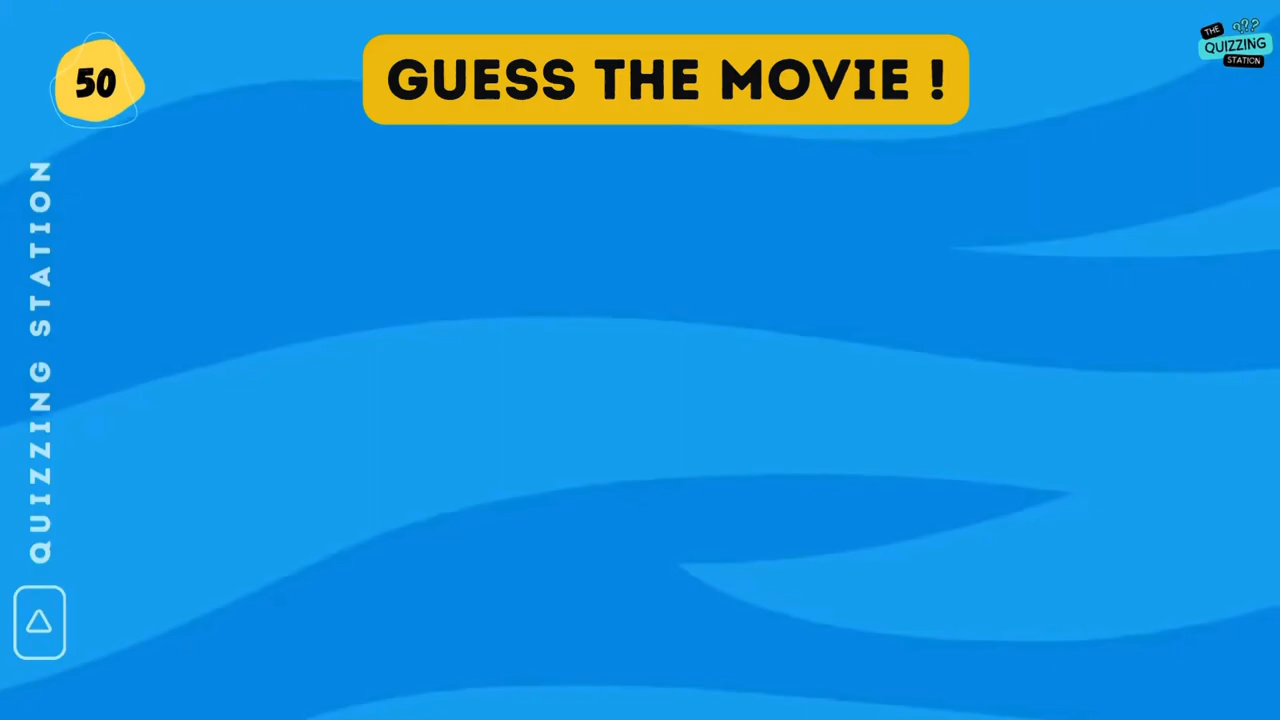 50
GUESS THE MOVIE !
THE
???
QUIZZING
STATION
QUIZZING STATION